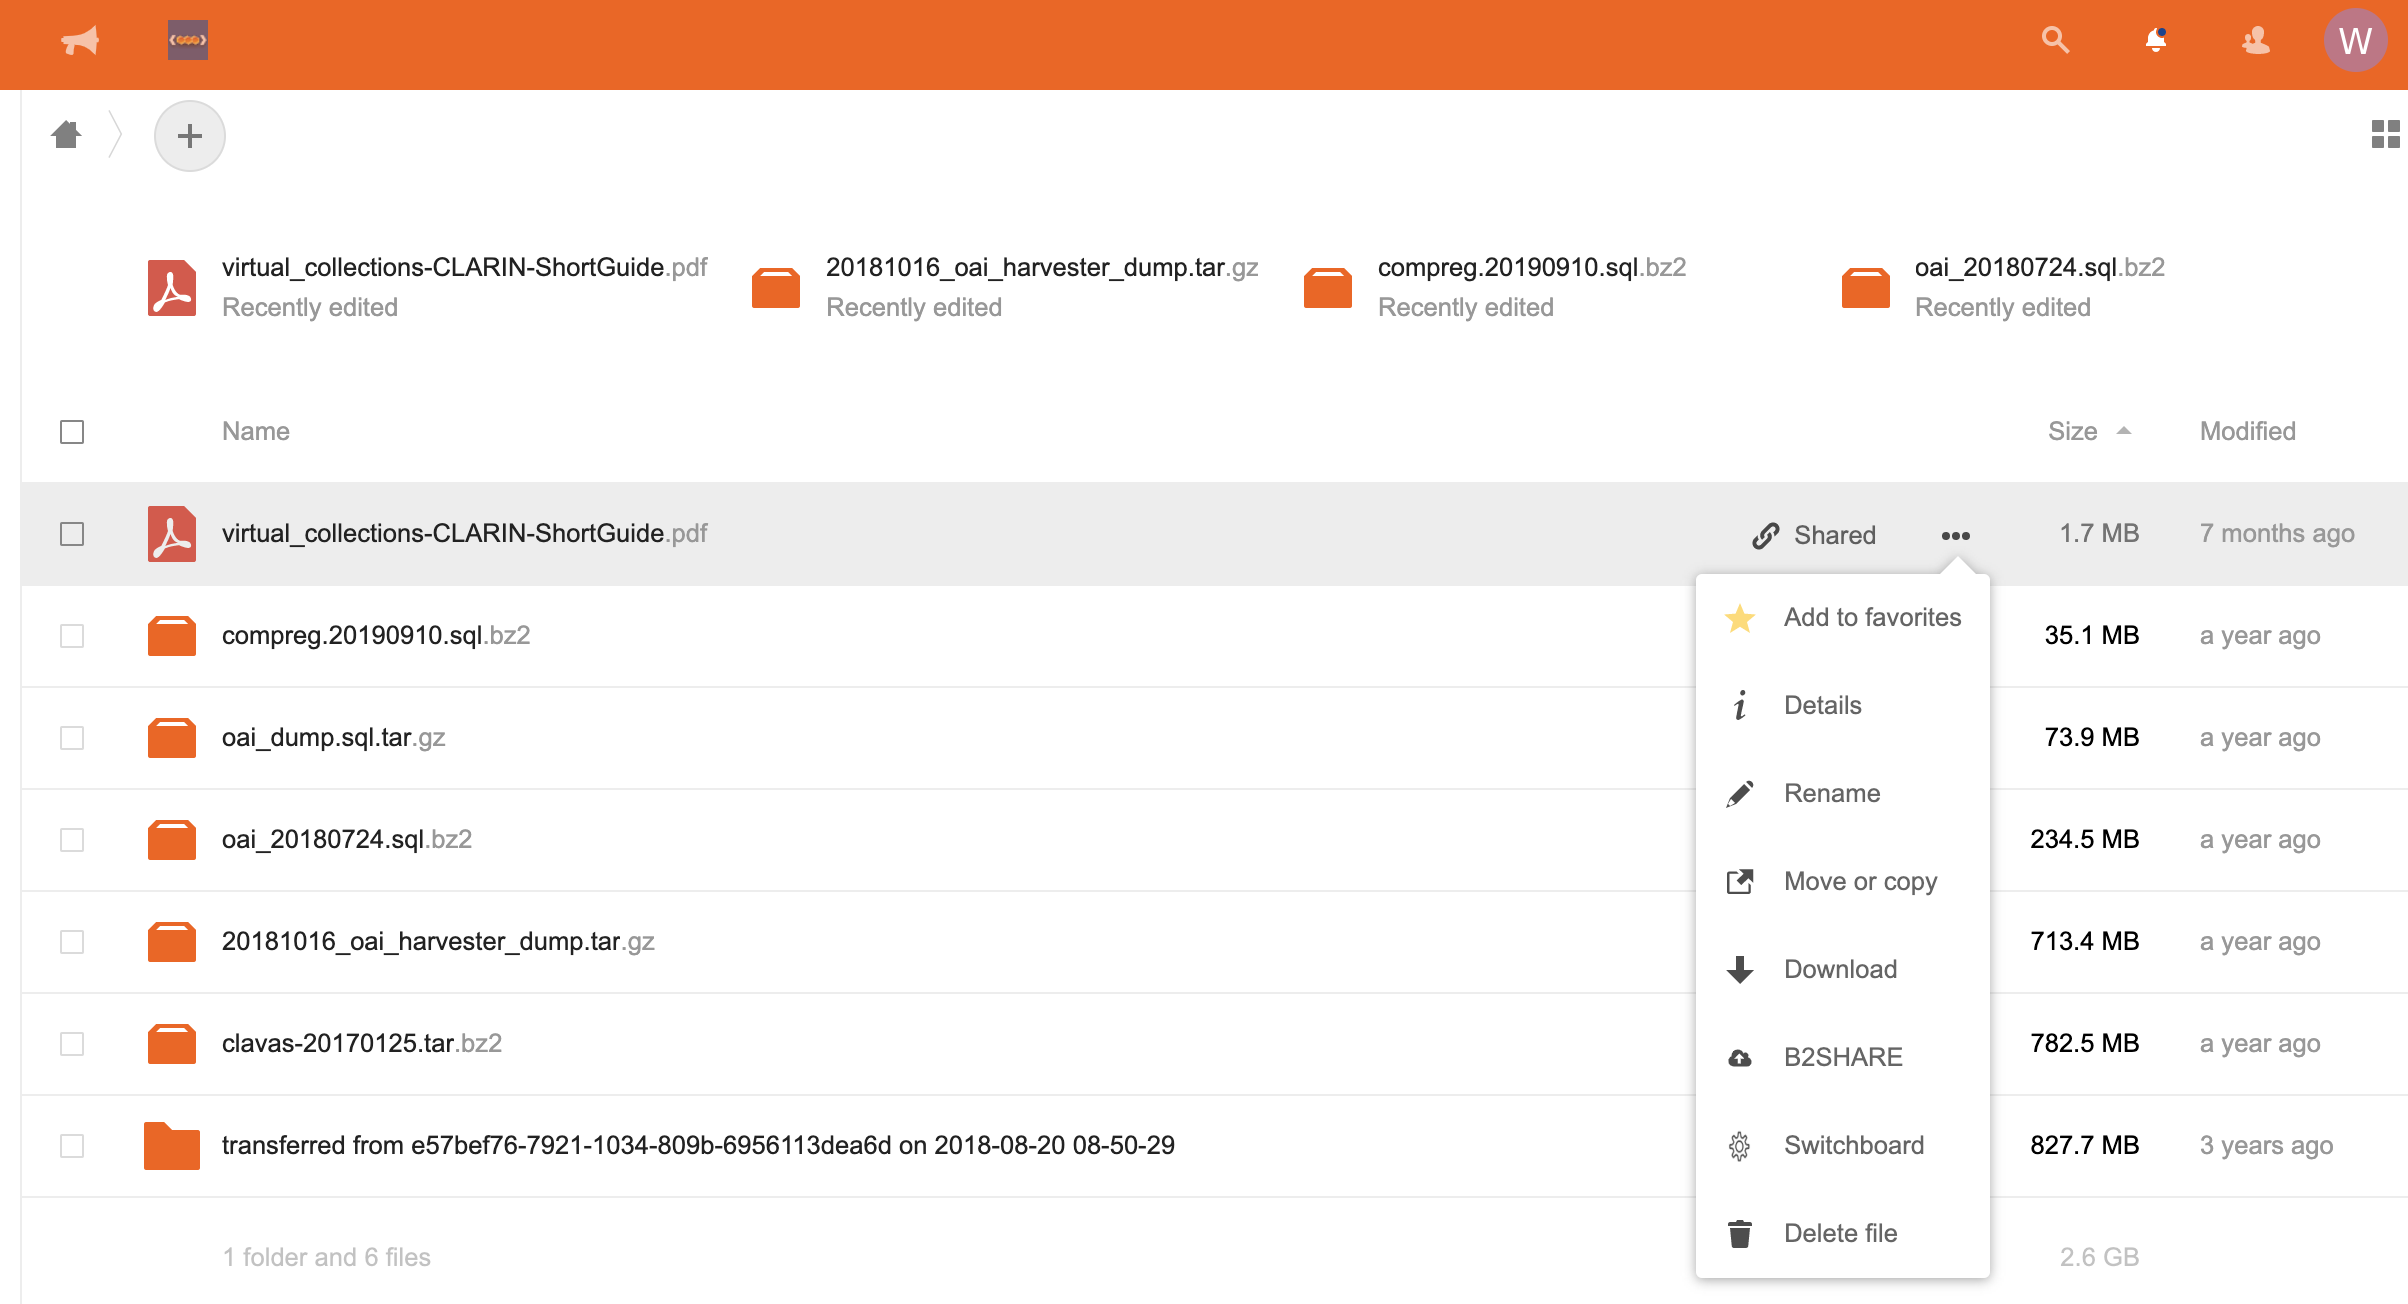 W
virtual_collections-CLARIN-ShortGuide.pdf
Recently edited
20181016_oai_harvester_dump.tar.gz
Recently edited
compreg.20190910.sql.bz2
Recently edited
oai_20180724.sql.bz2
Recently edited
Name Size Modified
virtual_collections-CLARIN-ShortGuide.pdf Shared 1.7 MB 7 months ago
compreg.20190910.sql.bz2 35.1 MB a year ago
oai_dump.sql.tar.gz 73.9 MB a year ago
oai_20180724.sql.bz2 234.5 MB a year ago
20181016_oai_harvester_dump.tar.gz 713.4 MB a year ago
clavas-20170125.tar.bz2 782.5 MB a year ago
transferred from e57bef76-7921-1034-809b-6956113dea6d on 2018-08-20 08-50-29 827.7 MB 3 years ago
1 folder and 6 files 2.6 GB
Add to favorites
Details
Rename
Move or copy
Download
B2SHARE
Switchboard
Delete file